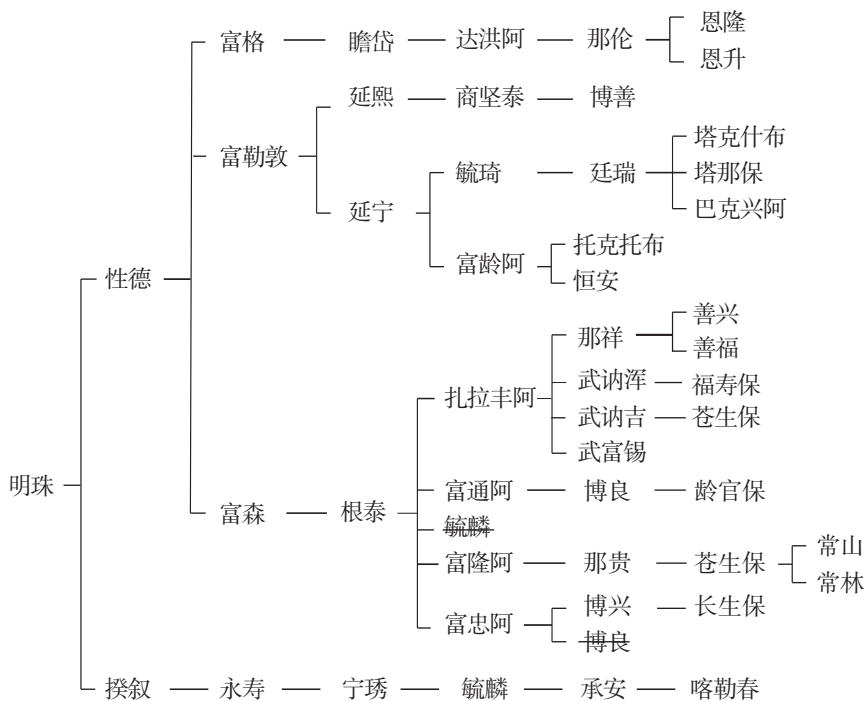 恩隆
富格 瞻岱 达洪阿 那伦
恩升
延熙 商坚泰 博善
塔克什布
富勒敦
毓琦 廷瑞 塔那保
巴克兴阿
延宁
托克托布
富龄阿
性德 恒安
善兴
那祥
善福
武讷浑 福寿保
扎拉丰阿
武讷吉 苍生保
武富锡
明珠
富通阿 博良 龄官保
富森 根泰
毓麟
常山
富隆阿 那贵 苍生保
常林
博兴 长生保
富忠阿
博良
揆叙 永寿 宁琇 毓麟 承安 喀勒春